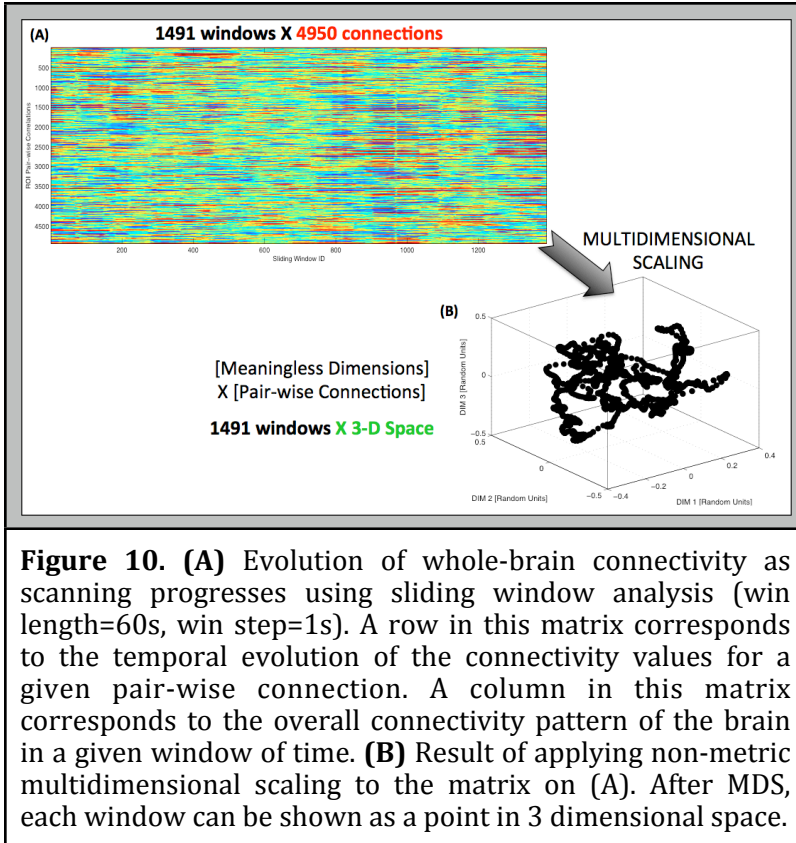 (A)
1491 windows X 4950 connections
500
1000
1500
2000
2500
3000
3500
4000
4500
ROI Pair-wise Correlations
200
400
600
800
1000
1200
Sliding Window ID
MULTIDIMENSIONAL
SCALING
(B)
[Meaningless Dimensions]
X [Pair-wise Connections]
1491 windows X 3-D Space
0.5
0
−0.5
DIM 3 [Random Units]
0.5
0
−0.5
DIM 2 [Random Units]
−0.4
−0.2
0
0.2
0.4
DIM 1 [Random Units]
Figure 10. (A) Evolution of whole-brain connectivity as
scanning progresses using sliding window analysis (win
length=60s, win step=1s). A row in this matrix corresponds
to the temporal evolution of the connectivity values for a
given pair-wise connection. A column in this matrix
corresponds to the overall connectivity pattern of the brain
in a given window of time. (B) Result of applying non-metric
multidimensional scaling to the matrix on (A). After MDS,
each window can be shown as a point in 3 dimensional space.